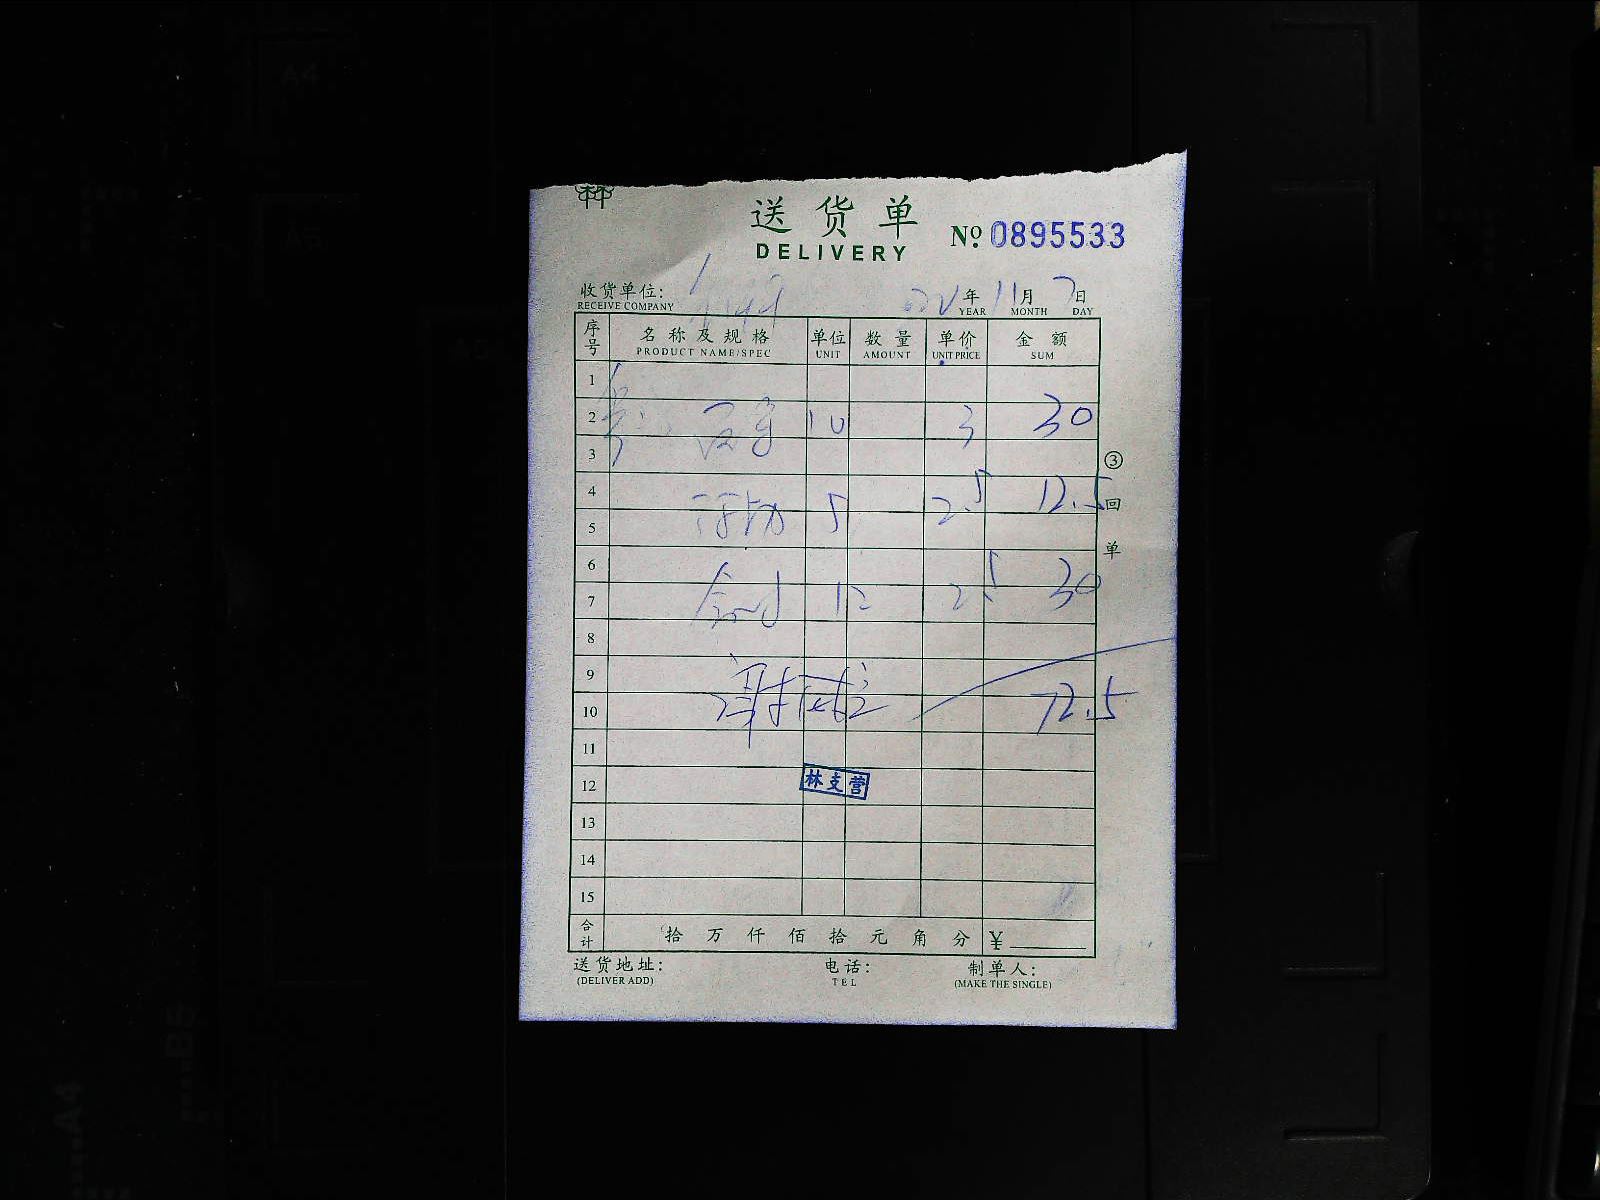 林
送货单
DELIVERY
№ 0895533
收货单位:
RECEIVE COMPANY
年 11月 7日
YEAR MONTH DAY
序号 名称及规格 单位 数量 单价 金额
PRODUCT NAME/SPEC UNIT AMOUNT UNIT PRICE SUM
1
2 10 3 30
3
4 5 2.5 12.5
5
6
7 12 2.5 30
8
9
10 72.5
11
12 林支营
13
14
15
③回单
合计 拾 万 仟 佰 拾 元 角 分 ¥
送货地址: 电话: 制单人:
(DELIVER ADD) TEL (MAKE THE SINGLE)